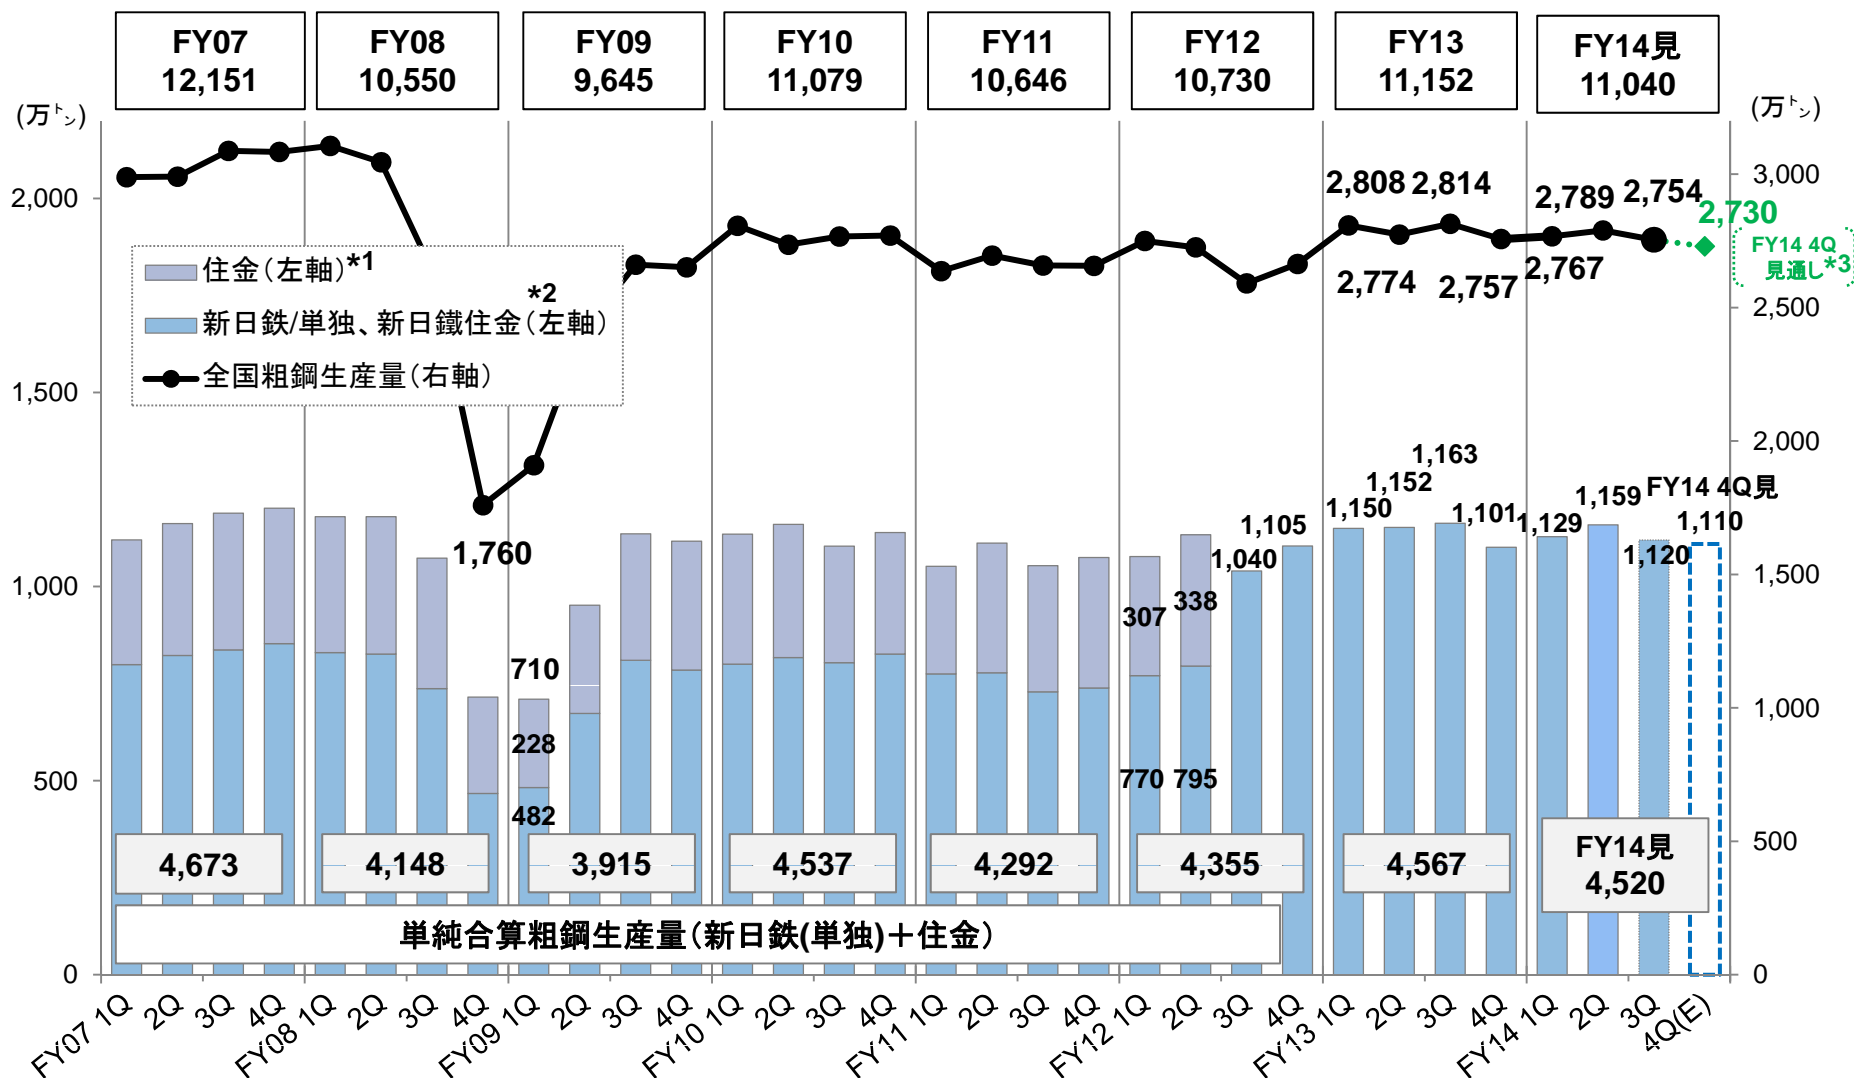 FY07
12,151
FY08
10,550
FY09
9,645
FY10
11,079
FY11
10,646
FY12
10,730
FY13
11,152
FY14見
11,040
(万㌧)
(万㌧)
2,000
1,500
1,000
500
0
3,000
2,500
2,000
1,500
1,000
500
0
住金(左軸)*1
*2
新日鉄/単独、新日鐵住金(左軸)
全国粗鋼生産量(右軸)
2,808
2,814
2,789
2,754
2,730
2,774
2,757
2,767
FY14 4Q
見通し*3
1,760
710
228
482
307
338
770
795
1,040
1,105
1,150
1,152
1,163
1,101
1,129
1,159
1,120
FY14 4Q見
1,110
4,673
4,148
3,915
4,537
4,292
4,355
4,567
FY14見
4,520
単純合算粗鋼生産量(新日鉄(単独)+住金)
FY07 1Q
2Q
3Q
4Q
FY08 1Q
2Q
3Q
4Q
FY09 1Q
2Q
3Q
4Q
FY10 1Q
2Q
3Q
4Q
FY11 1Q
2Q
3Q
4Q
FY12 1Q
2Q
3Q
4Q
FY13 1Q
2Q
3Q
4Q
FY14 1Q
2Q
3Q
4Q(E)